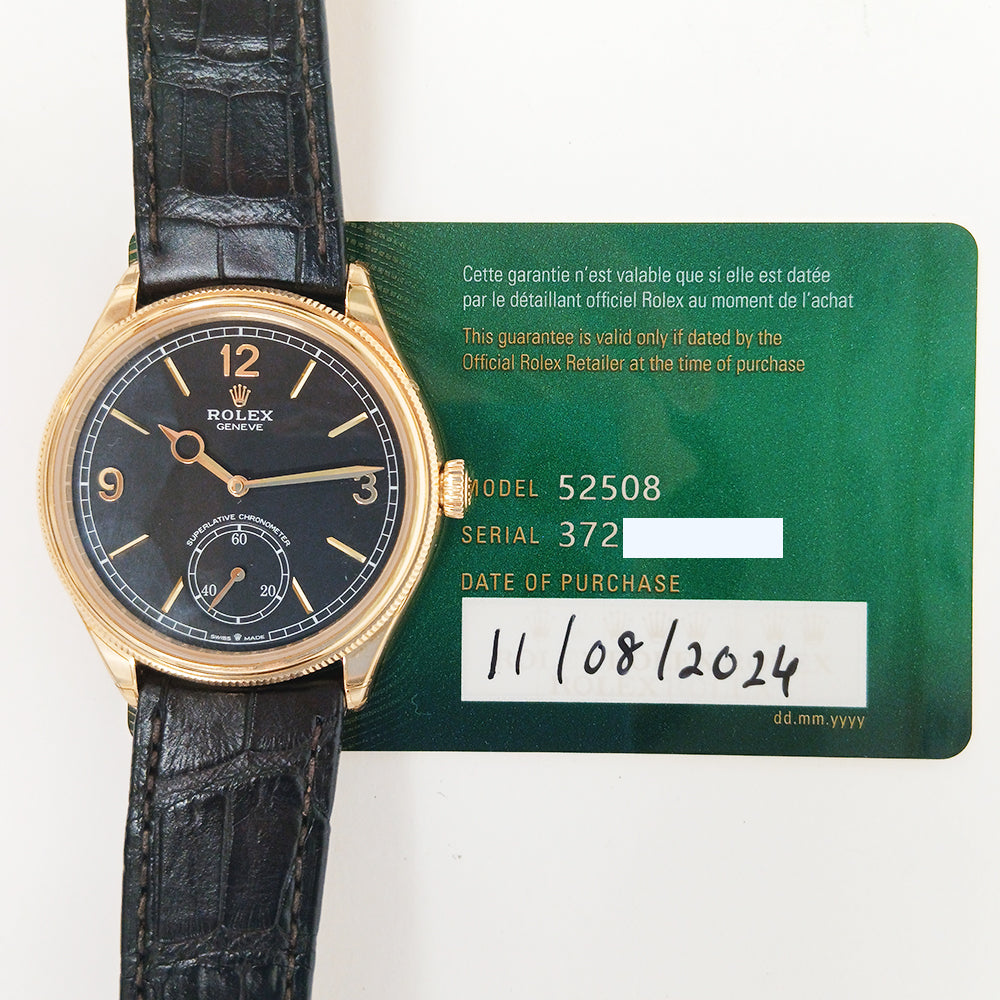 12
ROLEX
GENEVE
9
3
SUPERLATIVE CHRONOMETER
60
40
20
SWISS MADE
Cette garantie n'est valable que si elle est datée
par le détaillant officiel Rolex au moment de l'achat
This guarantee is valid only if dated by the
Official Rolex Retailer at the time of purchase
MODEL 52508
SERIAL 372
DATE OF PURCHASE
11/08/2024
dd.mm.yyyy